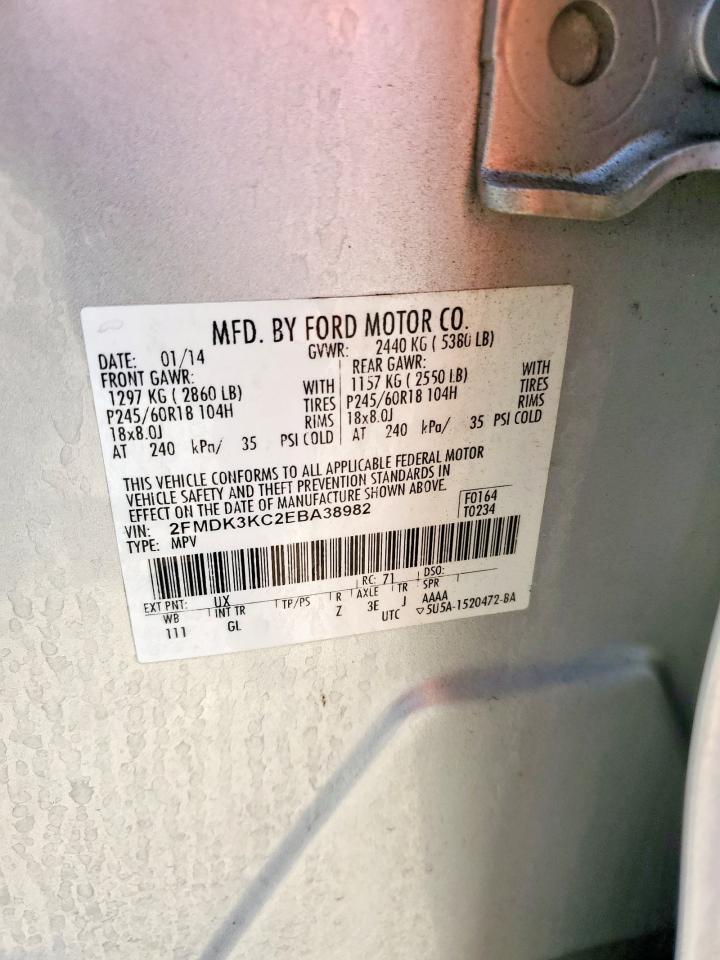 MFD. BY FORD MOTOR CO.
DATE: 01/14 GVWR: 2440 KG ( 5380 LB)
FRONT GAWR: REAR GAWR:
1297 KG ( 2860 LB) WITH 1157 KG ( 2550 LB) WITH
P245/60R18 104H TIRES P245/60R18 104H TIRES
18x8.0J RIMS 18x8.0J RIMS
AT 240 kPa/ 35 PSI COLD AT 240 kPa/ 35 PSI COLD
THIS VEHICLE CONFORMS TO ALL APPLICABLE FEDERAL MOTOR
VEHICLE SAFETY AND THEFT PREVENTION STANDARDS IN
EFFECT ON THE DATE OF MANUFACTURE SHOWN ABOVE.
VIN: 2FMDK3KC2EBA38982 F0164
TYPE: MPV T0234
EXT PNT: UX RC: 71 DSO:
WB INT TR TP/PS R AXLE TR SPR
111 GL Z 3E J AAAA
UTC ▽5U5A-1520472-BA